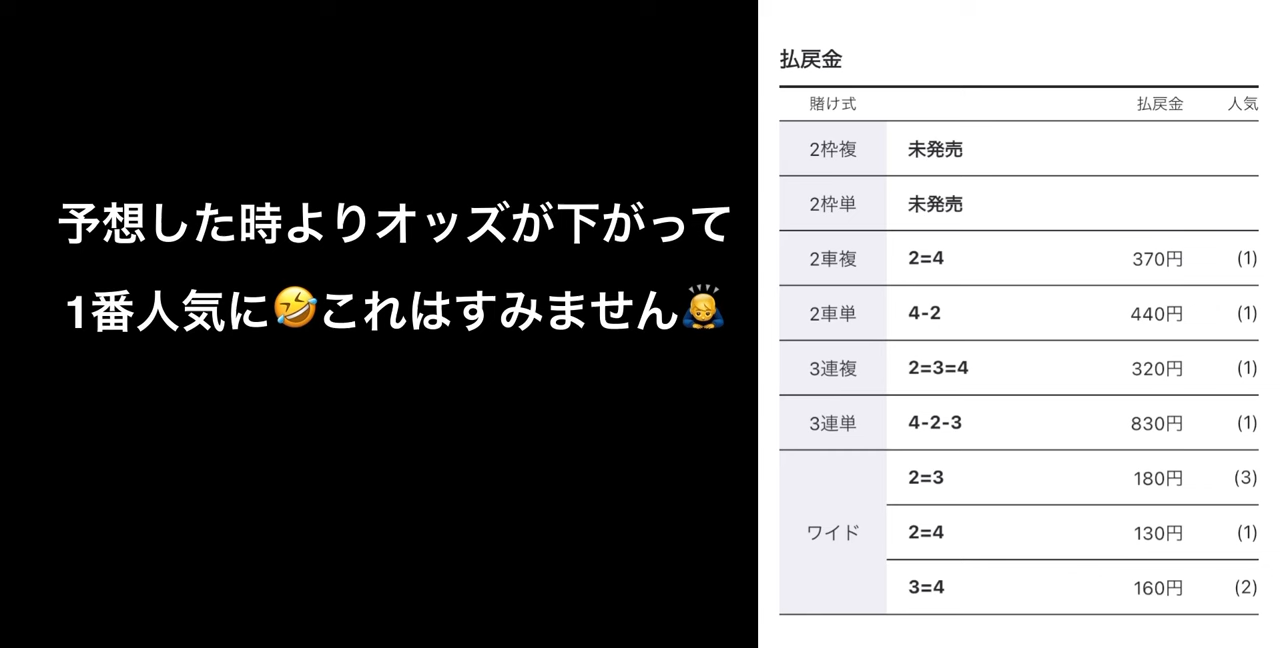 予想した時よりオッズが下がって
1番人気に🤣これはすみません🙇
払戻金
賭け式 払戻金 人気
2枠複 未発売
2枠単 未発売
2車複 2=4 370円 (1)
2車単 4-2 440円 (1)
3連複 2=3=4 320円 (1)
3連単 4-2-3 830円 (1)
ワイド 2=3 180円 (3)
2=4 130円 (1)
3=4 160円 (2)